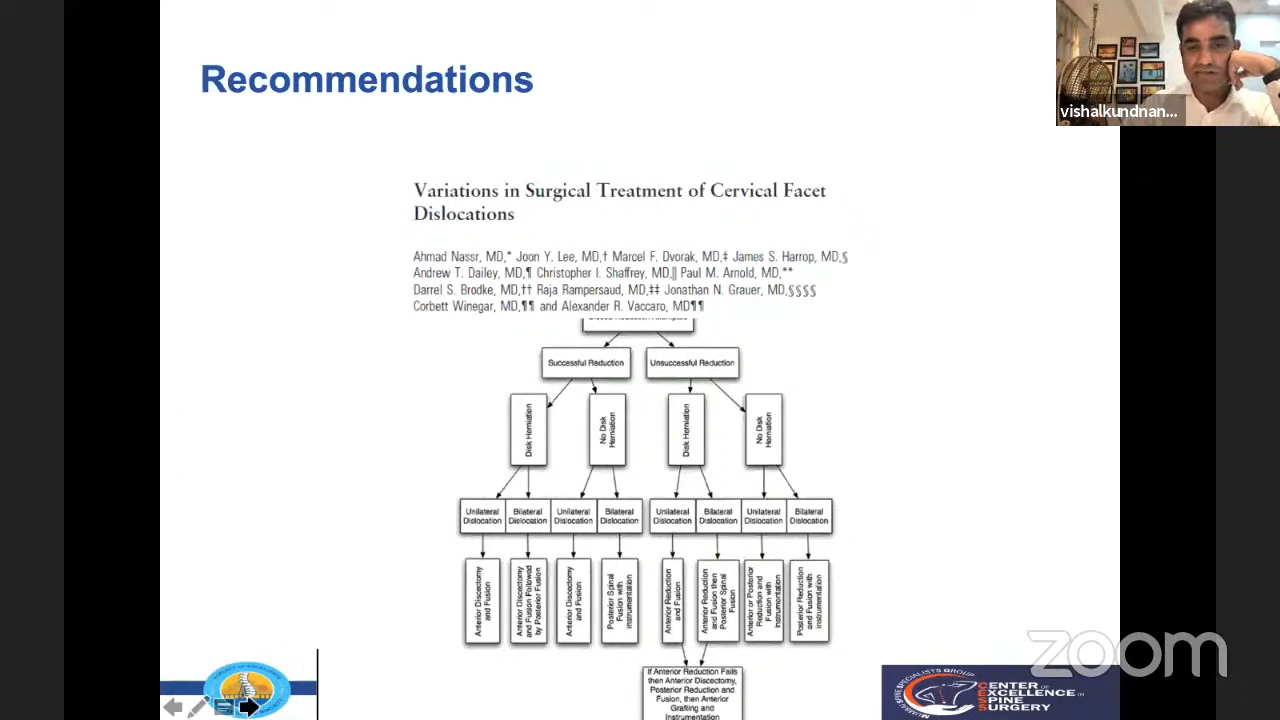 Recommendations
vishalkundnan...
Variations in Surgical Treatment of Cervical Facet
Dislocations
Ahmad Nassr, MD,* Joon Y. Lee, MD,† Marcel F. Dvorak, MD,‡ James S. Harrop, MD,§
Andrew T. Dailey, MD,¶ Christopher I. Shaffrey, MD,|| Paul M. Arnold, MD,**
Darrel S. Brodke, MD,†† Raja Rampersaud, MD,‡‡ Jonathan N. Grauer, MD,§§§§
Corbett Winegar, MD,¶¶ and Alexander R. Vaccaro, MD¶¶
Successful Reduction
Unsuccessful Reduction
Disk Herniation
No Disk
Herniation
Disk Herniation
No Disk
Herniation
Unilateral
Dislocation
Bilateral
Dislocation
Unilateral
Dislocation
Bilateral
Dislocation
Unilateral
Dislocation
Bilateral
Dislocation
Unilateral
Dislocation
Bilateral
Dislocation
Anterior Discectomy
and Fusion
Anterior Discectomy
and Fusion Followed
by Posterior Fusion
Anterior Discectomy
and Fusion
Posterior Spinal
Fusion with
Instrumentation
Anterior Reduction
and Fusion
Anterior Reduction
and Fusion then
Posterior Spinal
Fusion
Anterior or Posterior
Reduction and
Fusion with
Instrumentation
Posterior Reduction
and Fusion with
instrumentation
If Anterior Reduction Fails
then Anterior Discectomy,
Posterior Reduction and
Fusion, then Anterior
Grafting and
Instrumentation
zoom
CENTER OF
EXCELLENCE IN
SPINE
SURGERY